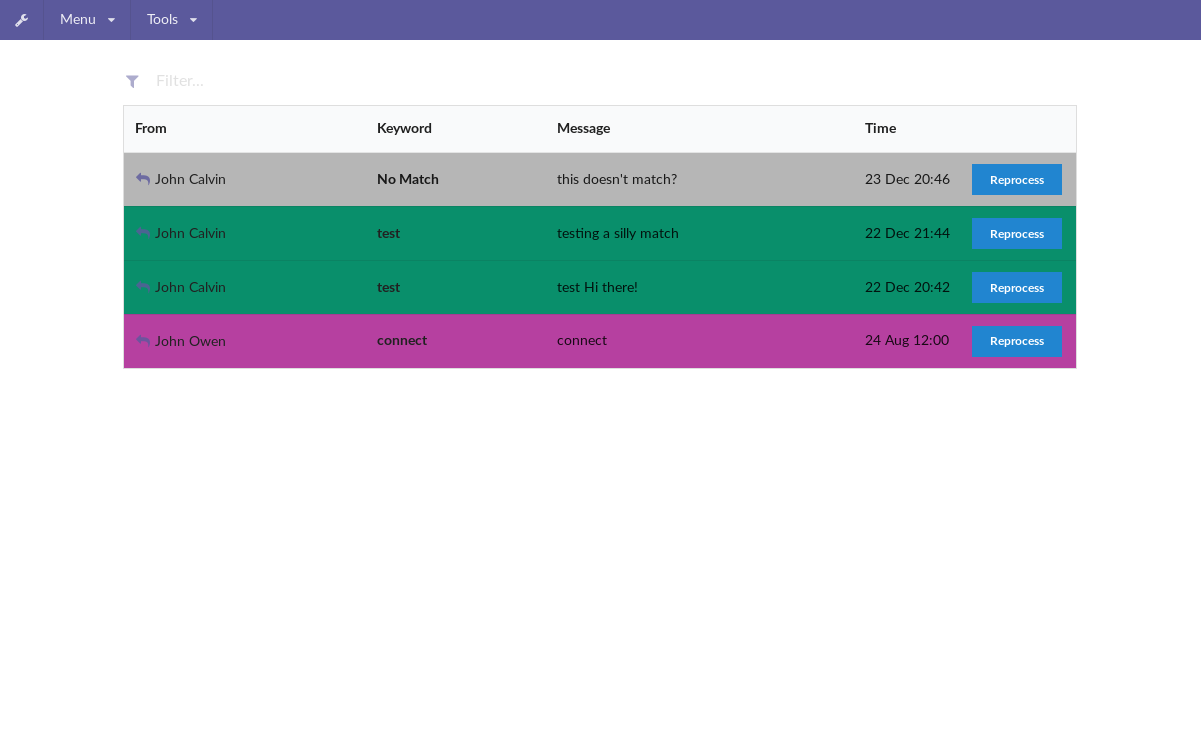 Menu Tools
Filter...
From Keyword Message Time
John Calvin No Match this doesn't match? 23 Dec 20:46 Reprocess
John Calvin test testing a silly match 22 Dec 21:44 Reprocess
John Calvin test test Hi there! 22 Dec 20:42 Reprocess
John Owen connect connect 24 Aug 12:00 Reprocess